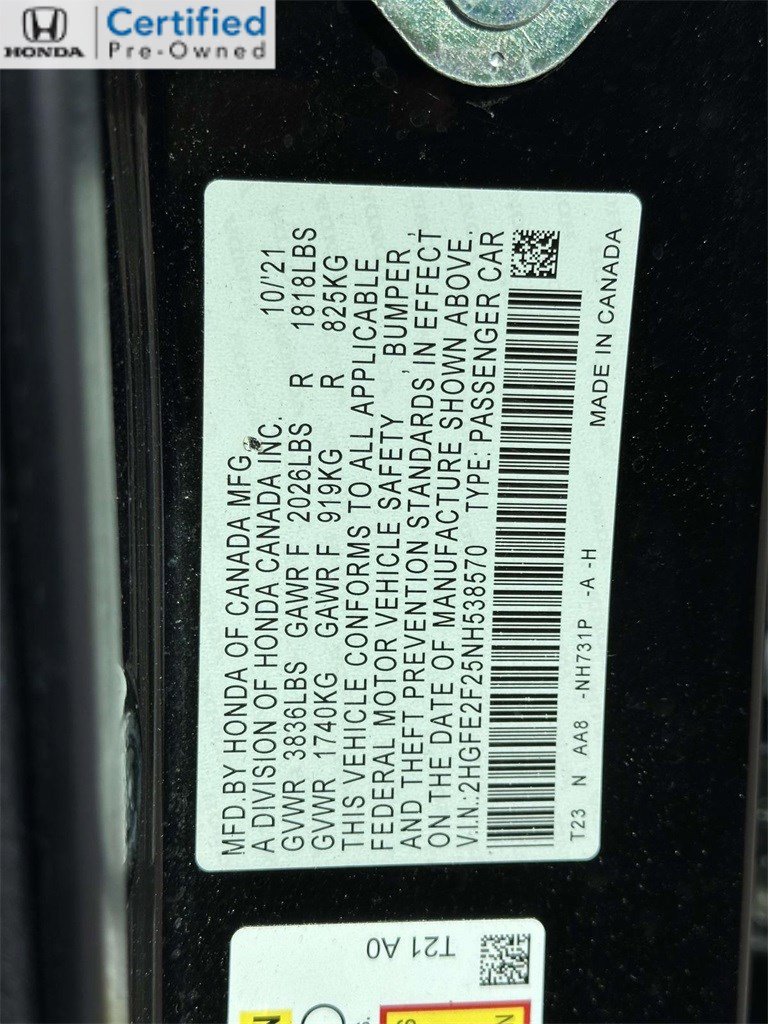 HONDA
Certified
Pre-Owned
MFD.BY HONDA OF CANADA MFG. 10/'21
A DIVISION OF HONDA CANADA INC.
GVWR 3836LBS GAWR F 2026LBS R 1818LBS
GVWR 1740KG GAWR F 919KG R 825KG
THIS VEHICLE CONFORMS TO ALL APPLICABLE
FEDERAL MOTOR VEHICLE SAFETY , BUMPER ,
AND THEFT PREVENTION STANDARDS IN EFFECT
ON THE DATE OF MANUFACTURE SHOWN ABOVE.
V.I.N.:2HGFE2F25NH538570 TYPE: PASSENGER CAR
T23 N AA8 -NH731P -A -H MADE IN CANADA
T21 A0